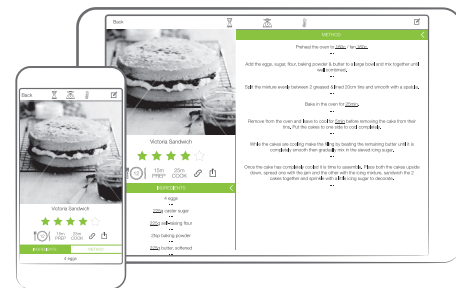 Back
METHOD
Preheat the oven to 180c / fan 160c.
Add the eggs, sugar, flour, baking powder & butter to a large bowl and mix together until
well combined.
Split the mixture evenly between 2 greased & lined 20cm tins and smooth with a spatula.
Bake in the oven for 25min.
Remove from the oven and leave to cool for 5min before removing the cake from their
tins. Put the cakes to one side to cool completely.
While the cakes are cooling make the filling by beating the remaining butter until it is
completely smooth then gradually mix in the sieved icing sugar.
Once the cake has completely cooled it is time to assemble. Place both the cakes upside
down, spread one with the jam and the other with the icing mixture, sandwich the 2
cakes together and sprinkle with a little icing sugar to decorate.
Victoria Sandwich
12
15m
PREP
25m
COOK
INGREDIENTS
4 eggs
225g caster sugar
225g self-raising flour
2tsp baking powder
225g butter, softened
Back
Victoria Sandwich
12
15m
PREP
25m
COOK
INGREDIENTS
METHOD
4 eggs